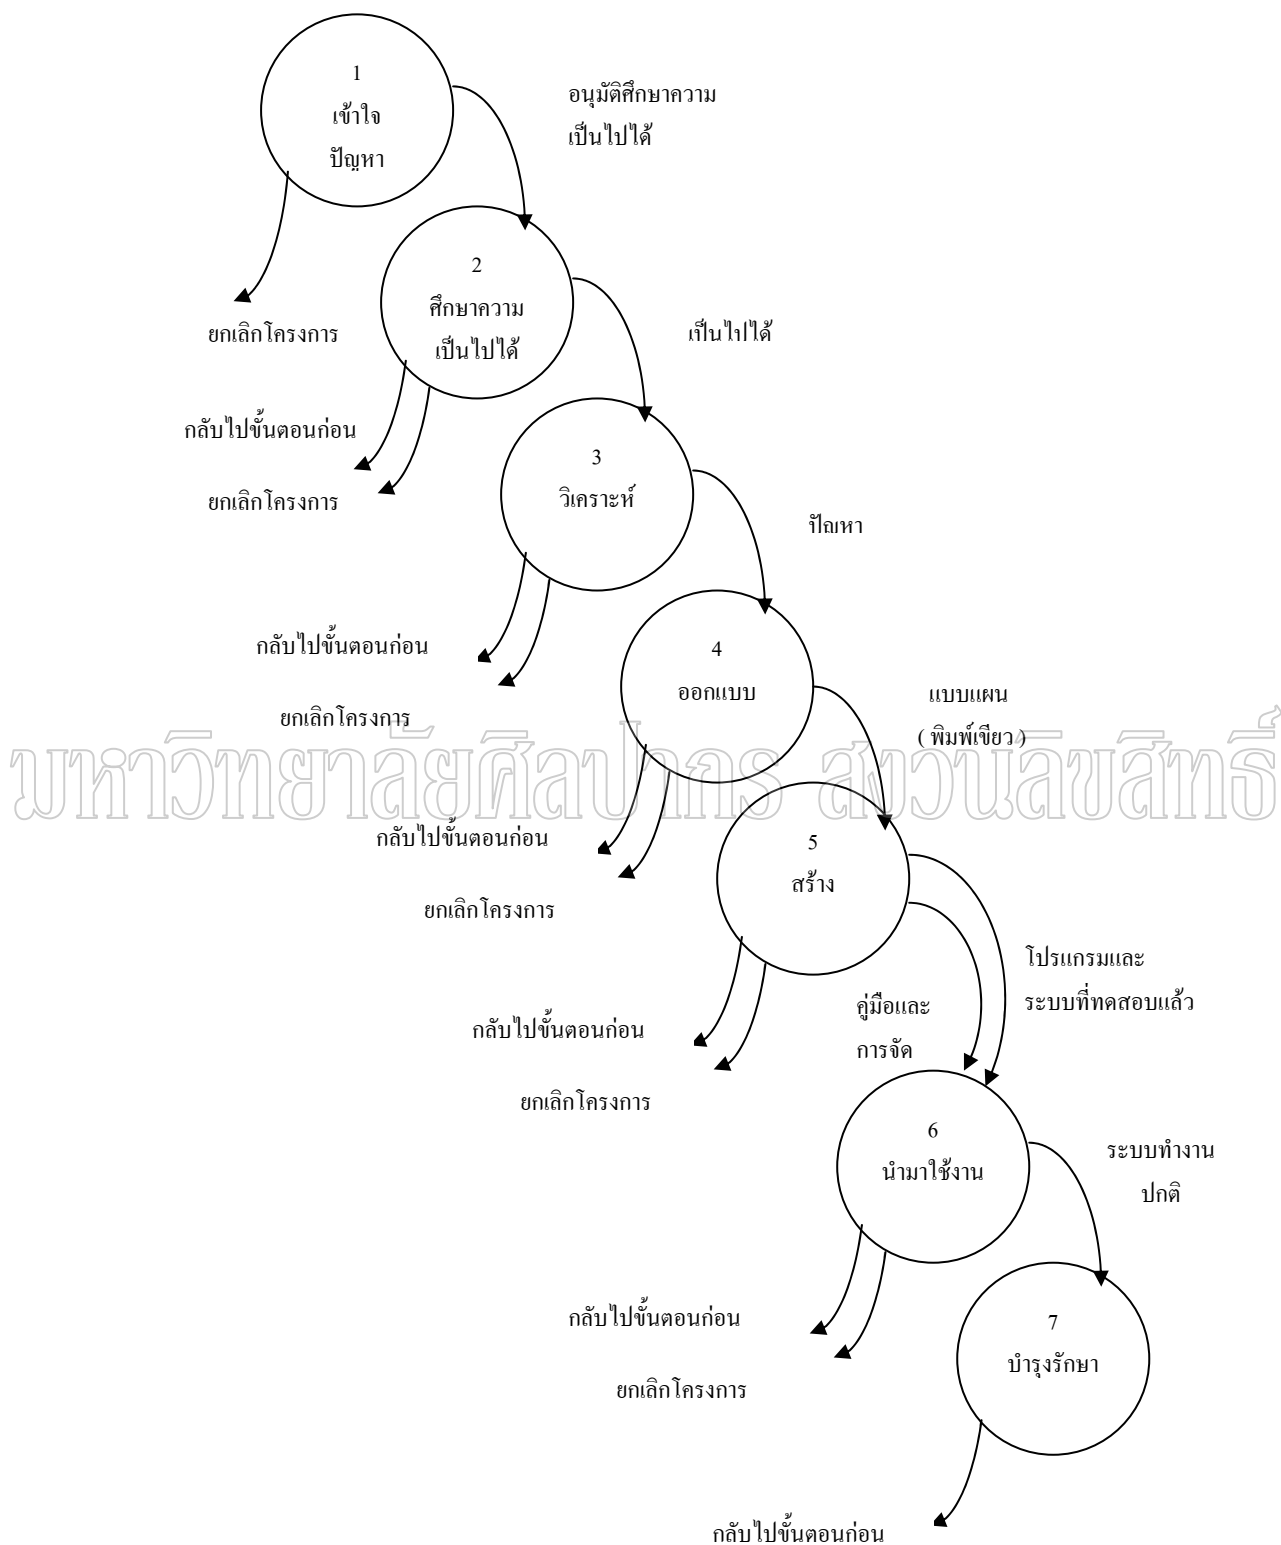 1
เข้าใจ
ปัญหา
อนุมัติศึกษาความ
เป็นไปได้
2
ศึกษาความ
เป็นไปได้
ยกเลิกโครงการ
เป็นไปได้
กลับไปขั้นตอนก่อน
ยกเลิกโครงการ
3
วิเคราะห์
ปัญหา
กลับไปขั้นตอนก่อน
ยกเลิกโครงการ
4
ออกแบบ
แบบแผน
( พิมพ์เขียว )
มหาวิทยาลัยศิลปากร สงวนลิขสิทธิ์
กลับไปขั้นตอนก่อน
ยกเลิกโครงการ
5
สร้าง
โปรแกรมและ
ระบบที่ทดสอบแล้ว
คู่มือและ
การจัด
กลับไปขั้นตอนก่อน
ยกเลิกโครงการ
6
นำมาใช้งาน
ระบบทำงาน
ปกติ
กลับไปขั้นตอนก่อน
ยกเลิกโครงการ
7
บำรุงรักษา
กลับไปขั้นตอนก่อน